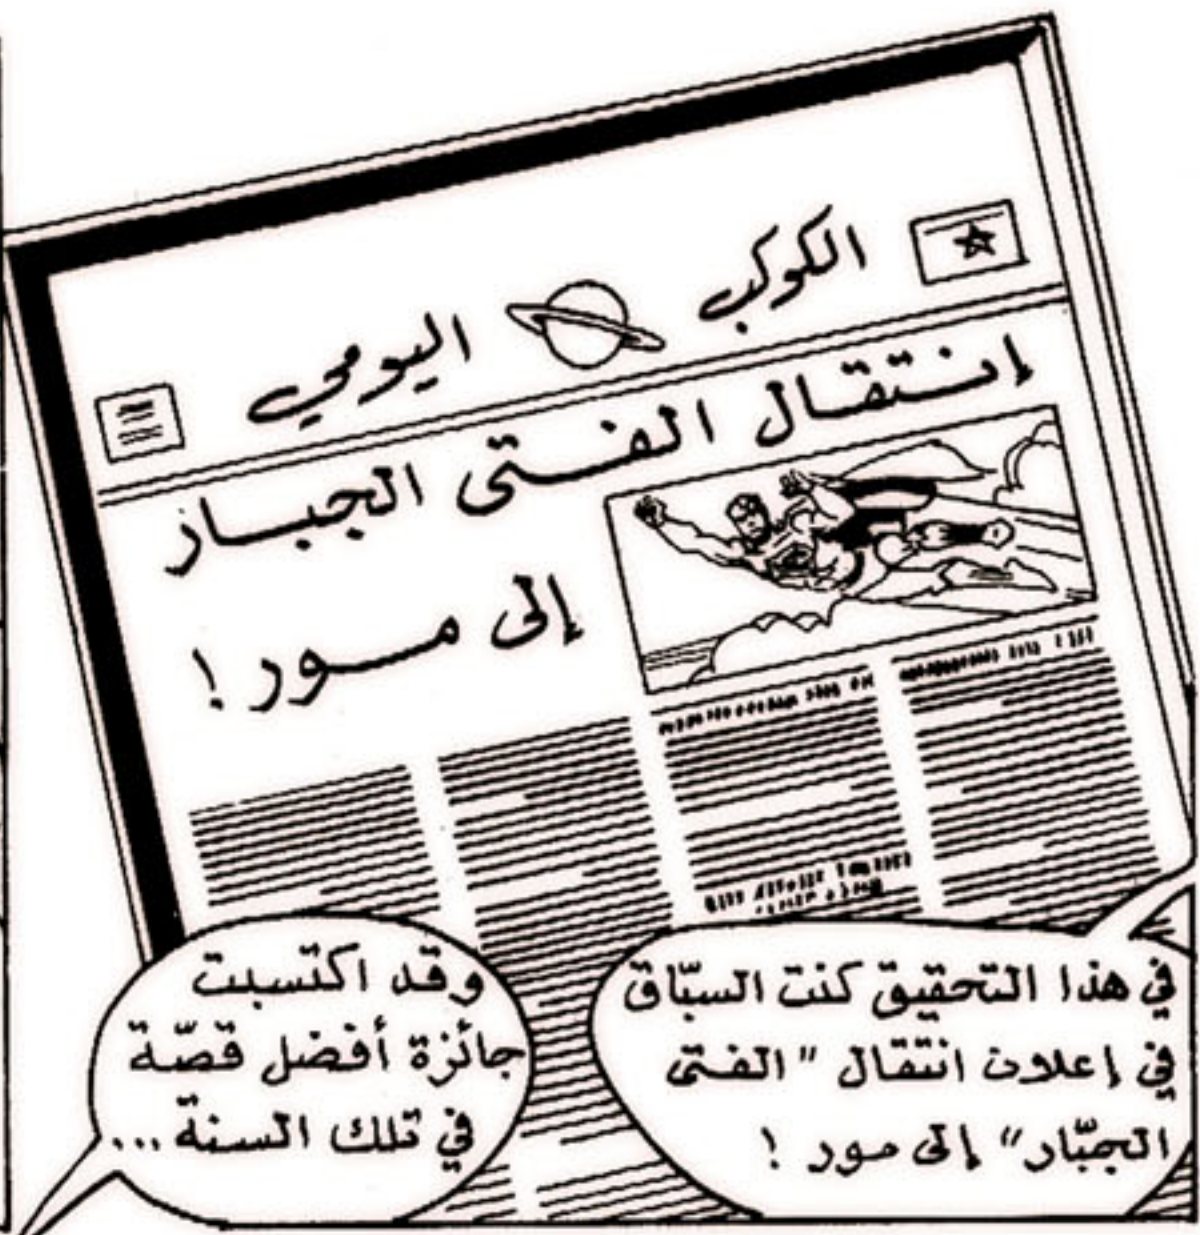 الكوكب اليومي
إنتقال الفتى الجبار
إلى مور !
في هذا التحقيق كنت السبّاق
في إعلان انتقال "الفتى
الجبّار" إلى مور !
وقد اكتسبت
جائزة أفضل قصّة
في تلك السنة ...